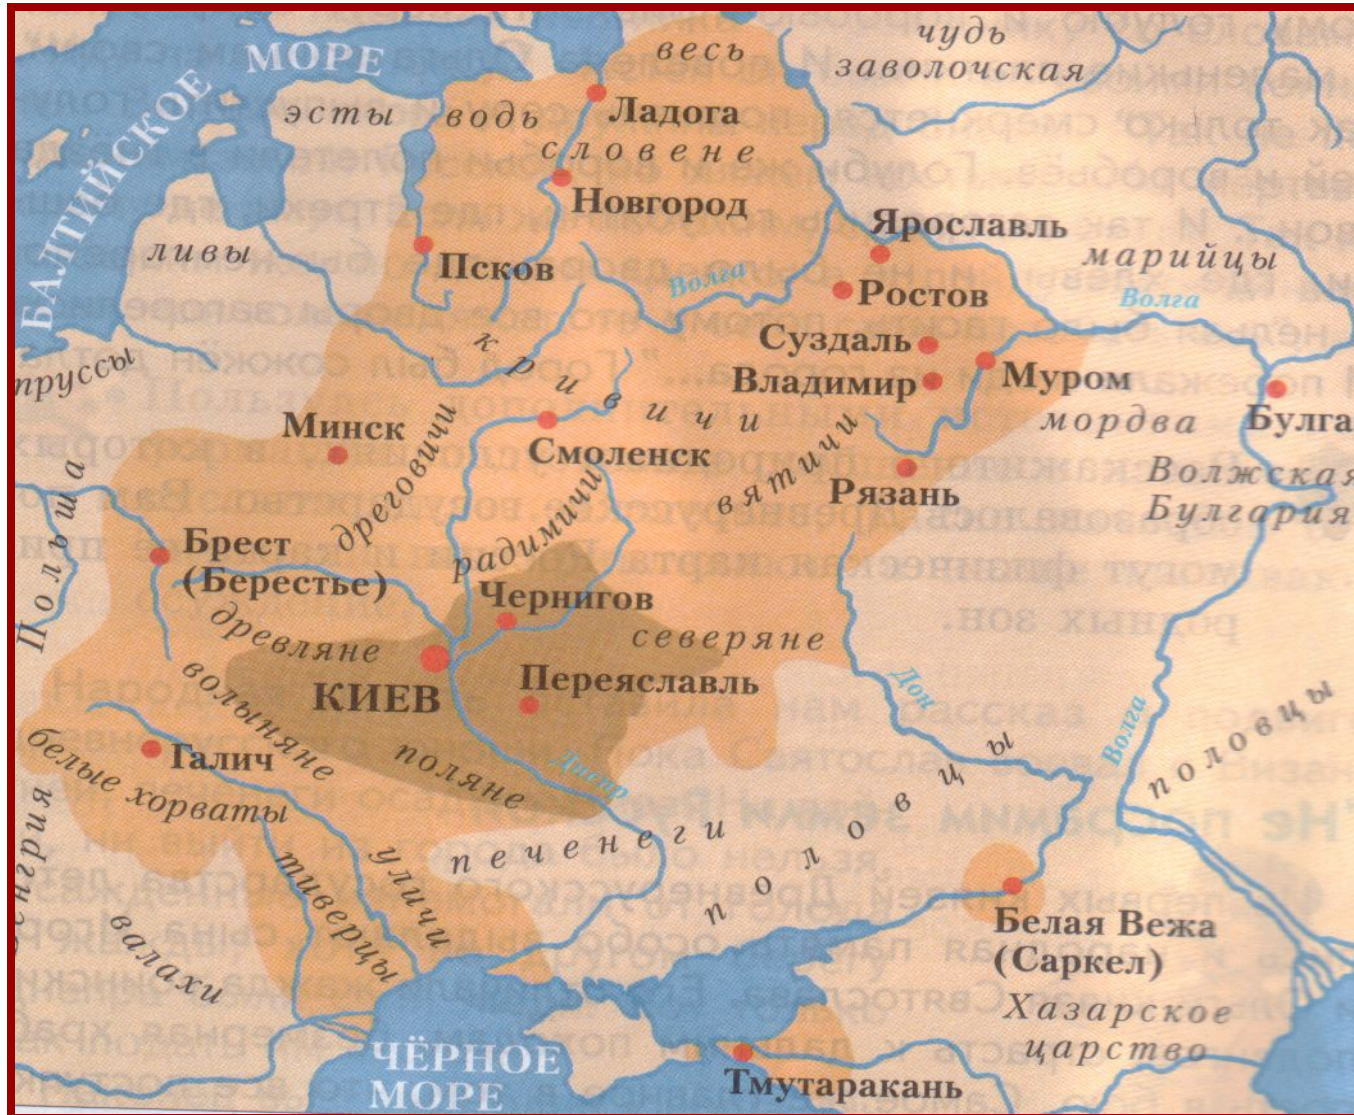 БАЛТИЙСКОЕ МОРЕ
весь
чудь
заволочская
эсты
водь
Ладога
словене
Новгород
ливы
Псков
Ярославль
марийцы
Волга
Ростов
Волга
Суздаль
пруссы
кривичи
Владимир
Муром
Булга
Минск
дреговичи
Смоленск
мордва
вятичи
Рязань
Волжская
Булгария
Польша
радимичи
Брест
(Берестье)
Чернигов
древляне
северяне
КИЕВ
Переяславль
Дон
волыняне
Галич
поляне
Днепр
Волга
половцы
белые хорваты
печенеги
половцы
уличи
тиверцы
валахи
Белая Вежа
(Саркел)
Хазарское
царство
ЧЁРНОЕ
МОРЕ
Тмутаракань